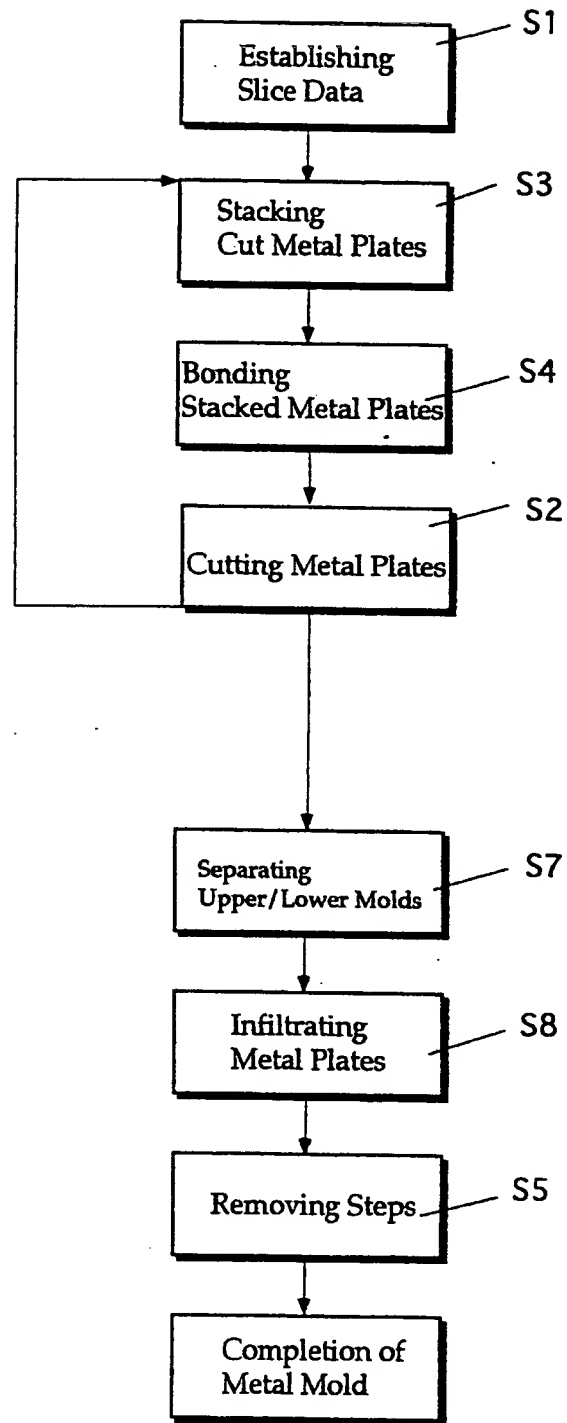 S1
Establishing
Slice Data
S3
Stacking
Cut Metal Plates
S4
Bonding
Stacked Metal Plates
S2
Cutting Metal Plates
S7
Separating
Upper/Lower Molds
S8
Infiltrating
Metal Plates
S5
Removing Steps
Completion of
Metal Mold